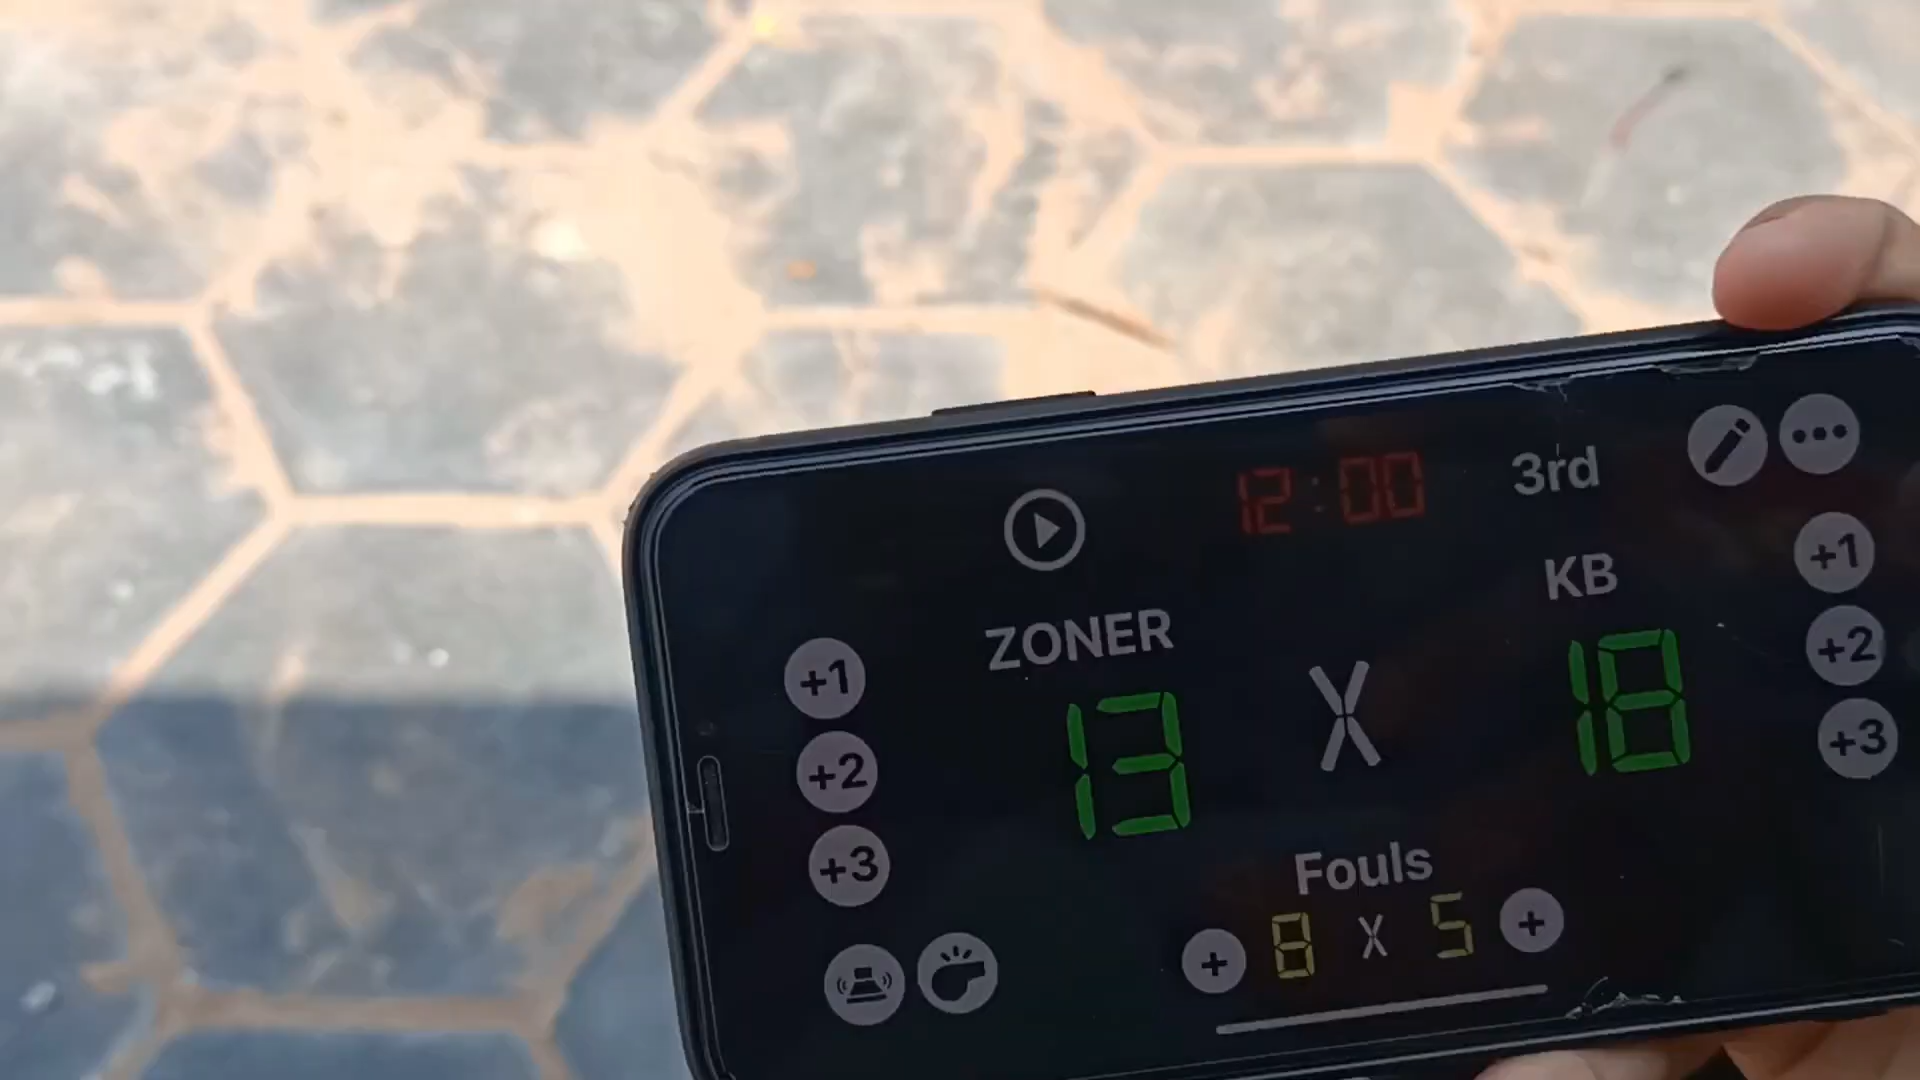 12:00 3rd
ZONER KB
+1 +1
+2 13 X 18 +2
+3 +3
Fouls
+ 8 X 5 +